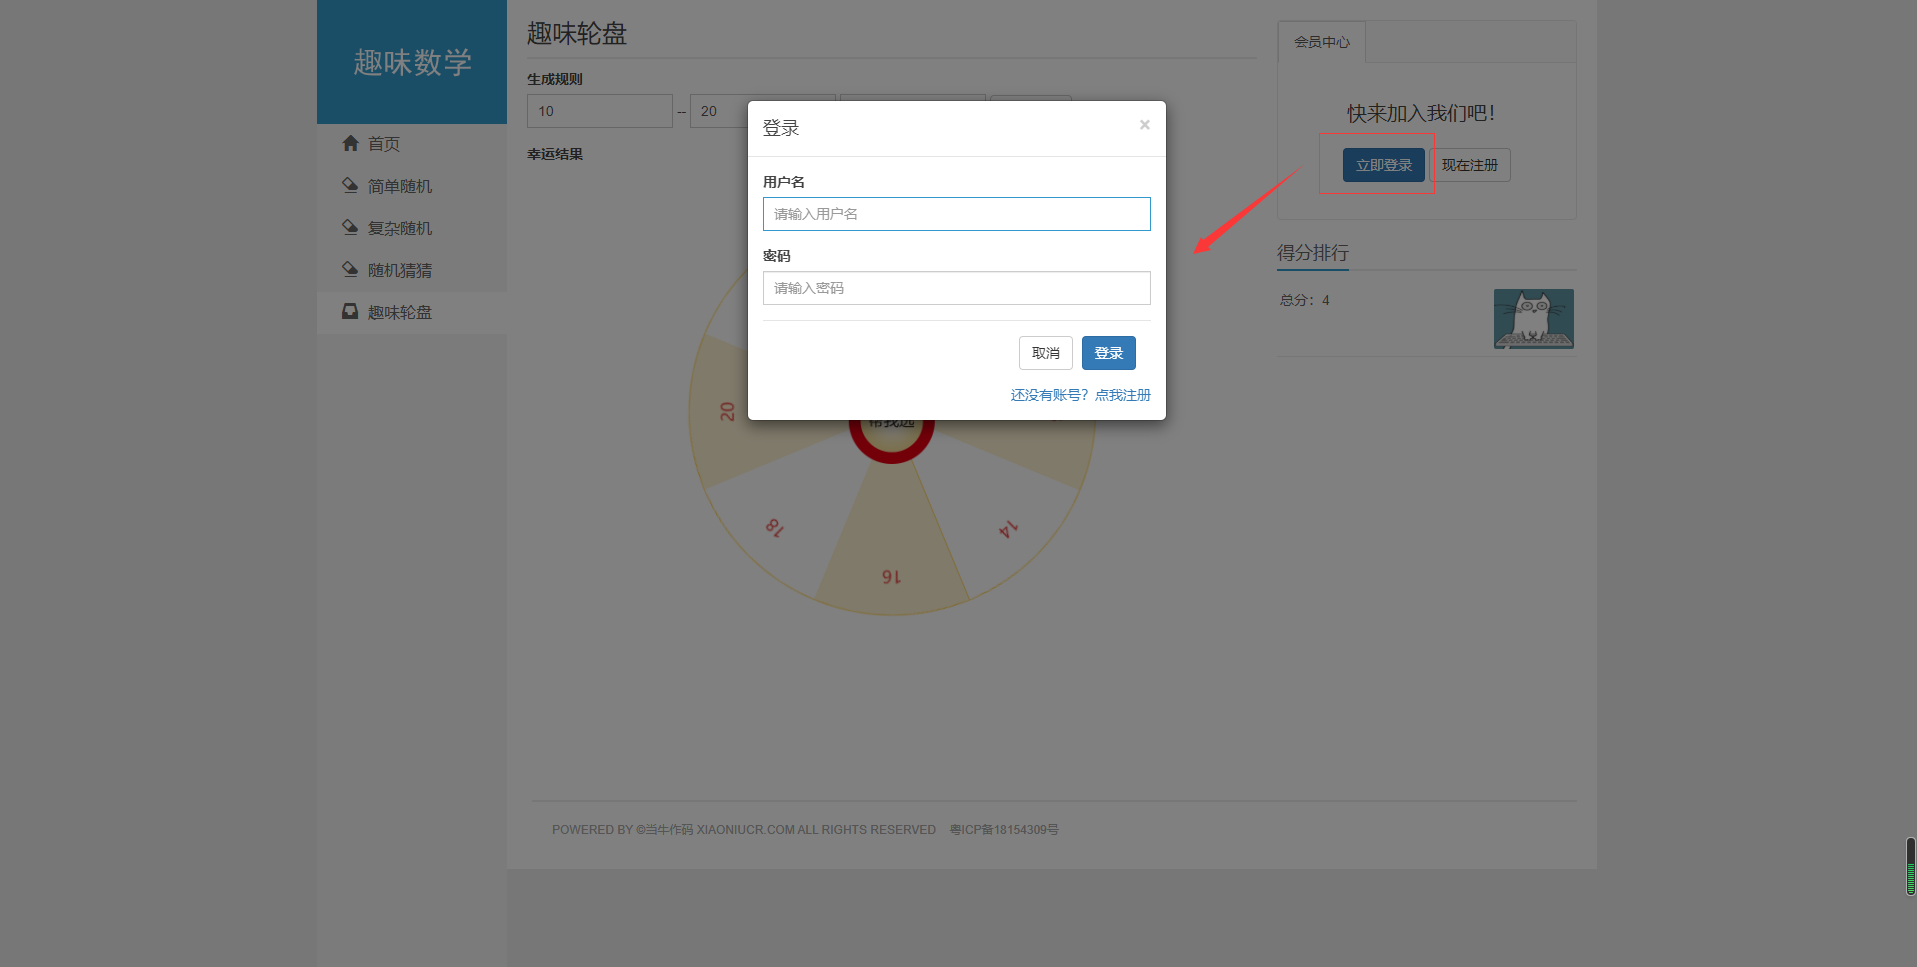 趣味数学
首页
简单随机
复杂随机
随机猜猜
趣味轮盘
趣味轮盘
生成规则
10 -- 20
幸运结果
登录 ×
用户名
请输入用户名
密码
请输入密码
取消 登录
还没有账号? 点我注册
20
18
16
14
会员中心
快来加入我们吧!
立即登录 现在注册
得分排行
总分: 4
POWERED BY ©当牛作码 XIAONIUCR.COM ALL RIGHTS RESERVED 粤ICP备18154309号